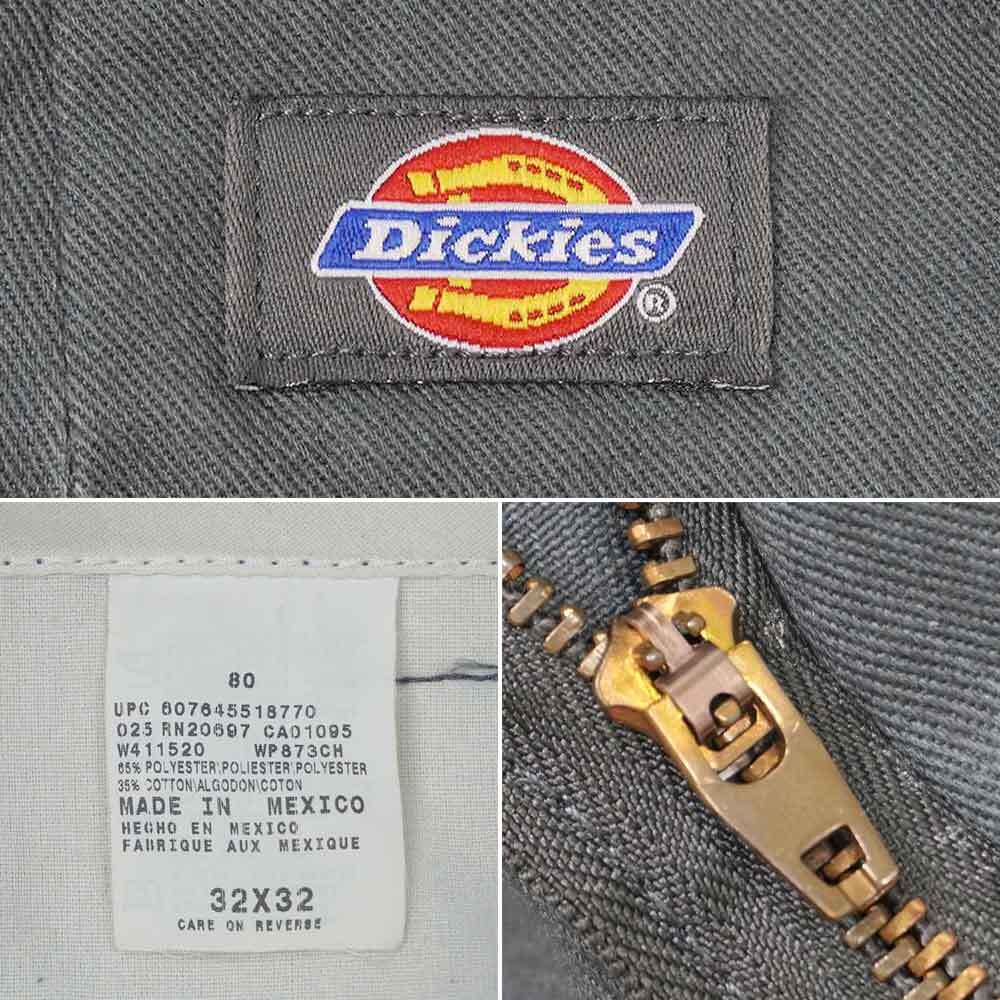 Dickies
®
80
UPC 607645518770
025 RN20697 CA01095
W411520 WP873CH
65% POLYESTER\POLIESTER\POLYESTER
35% COTTON\ALGODON\COTON
MADE IN MEXICO
HECHO EN MEXICO
FABRIQUE AUX MEXIQUE
32X32
CARE ON REVERSE